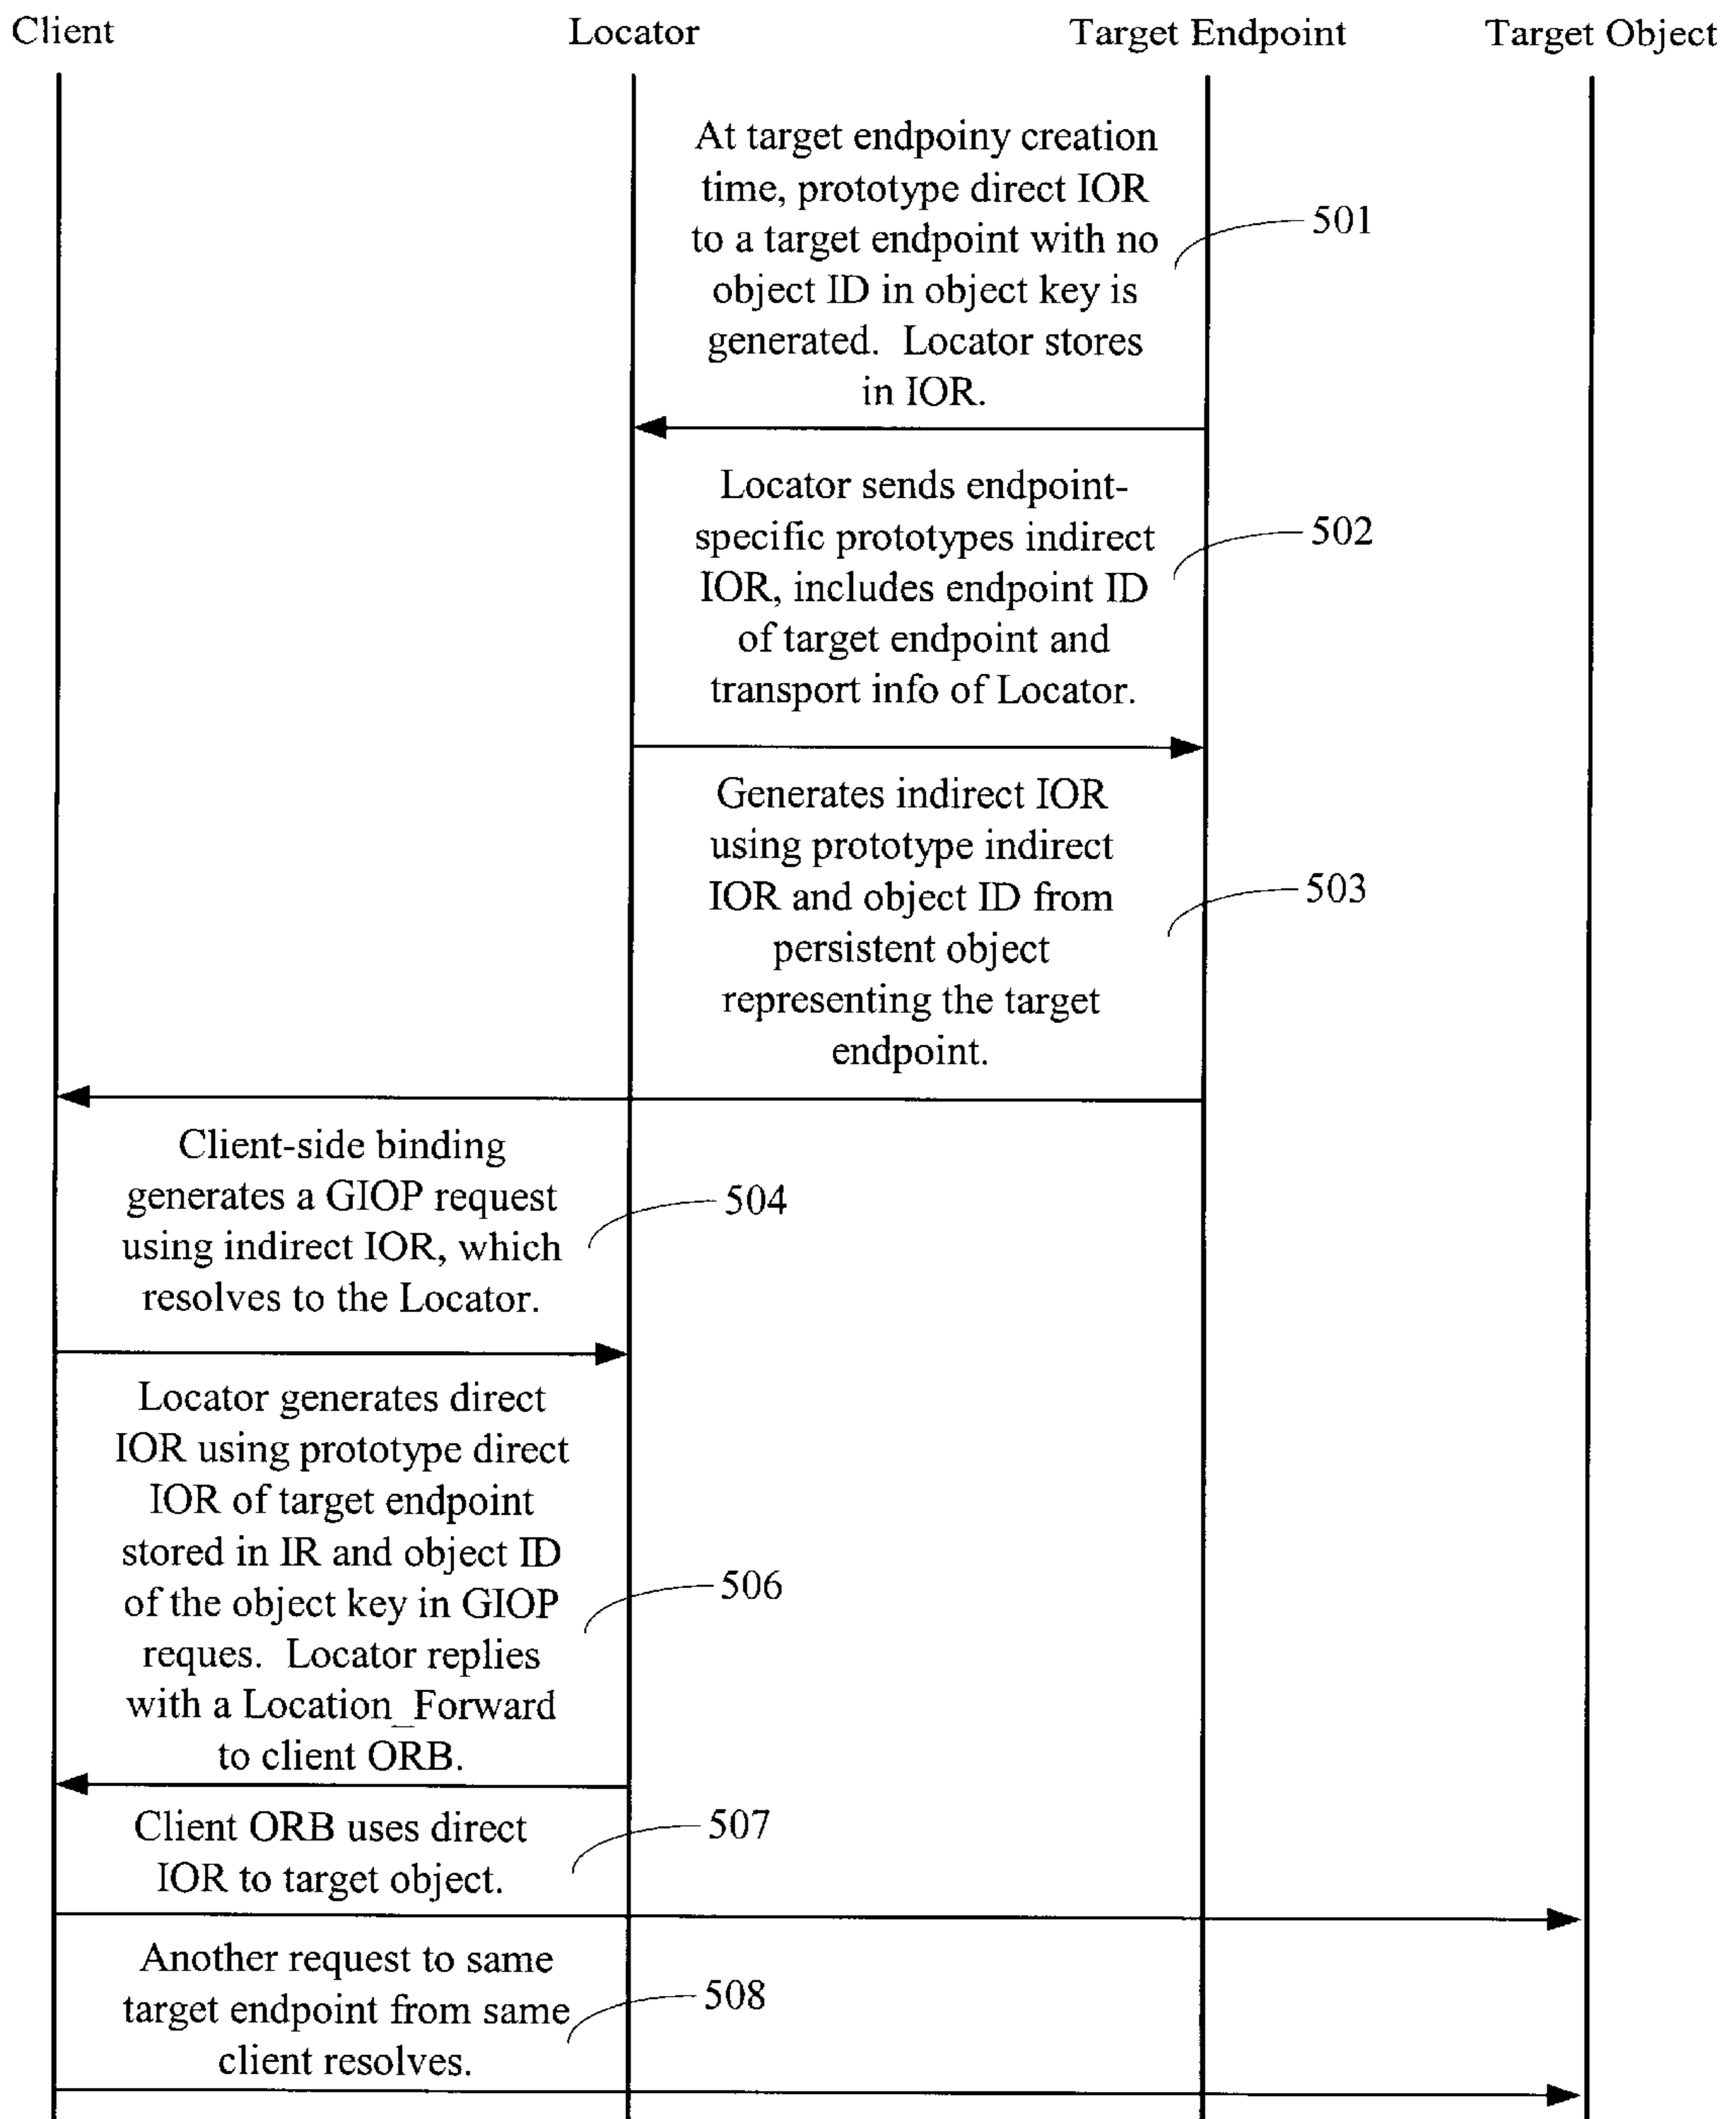 Client
Locator
Target Endpoint
Target Object
At target endpoiny creation
time, prototype direct IOR
to a target endpoint with no
object ID in object key is
generated. Locator stores
in IOR.
501
Locator sends endpoint-
specific prototypes indirect
IOR, includes endpoint ID
of target endpoint and
transport info of Locator.
502
Generates indirect IOR
using prototype indirect
IOR and object ID from
persistent object
representing the target
endpoint.
503
Client-side binding
generates a GIOP request
using indirect IOR, which
resolves to the Locator.
504
Locator generates direct
IOR using prototype direct
IOR of target endpoint
stored in IR and object ID
of the object key in GIOP
reques. Locator replies
with a Location_Forward
to client ORB.
506
Client ORB uses direct
IOR to target object.
507
Another request to same
target endpoint from same
client resolves.
508